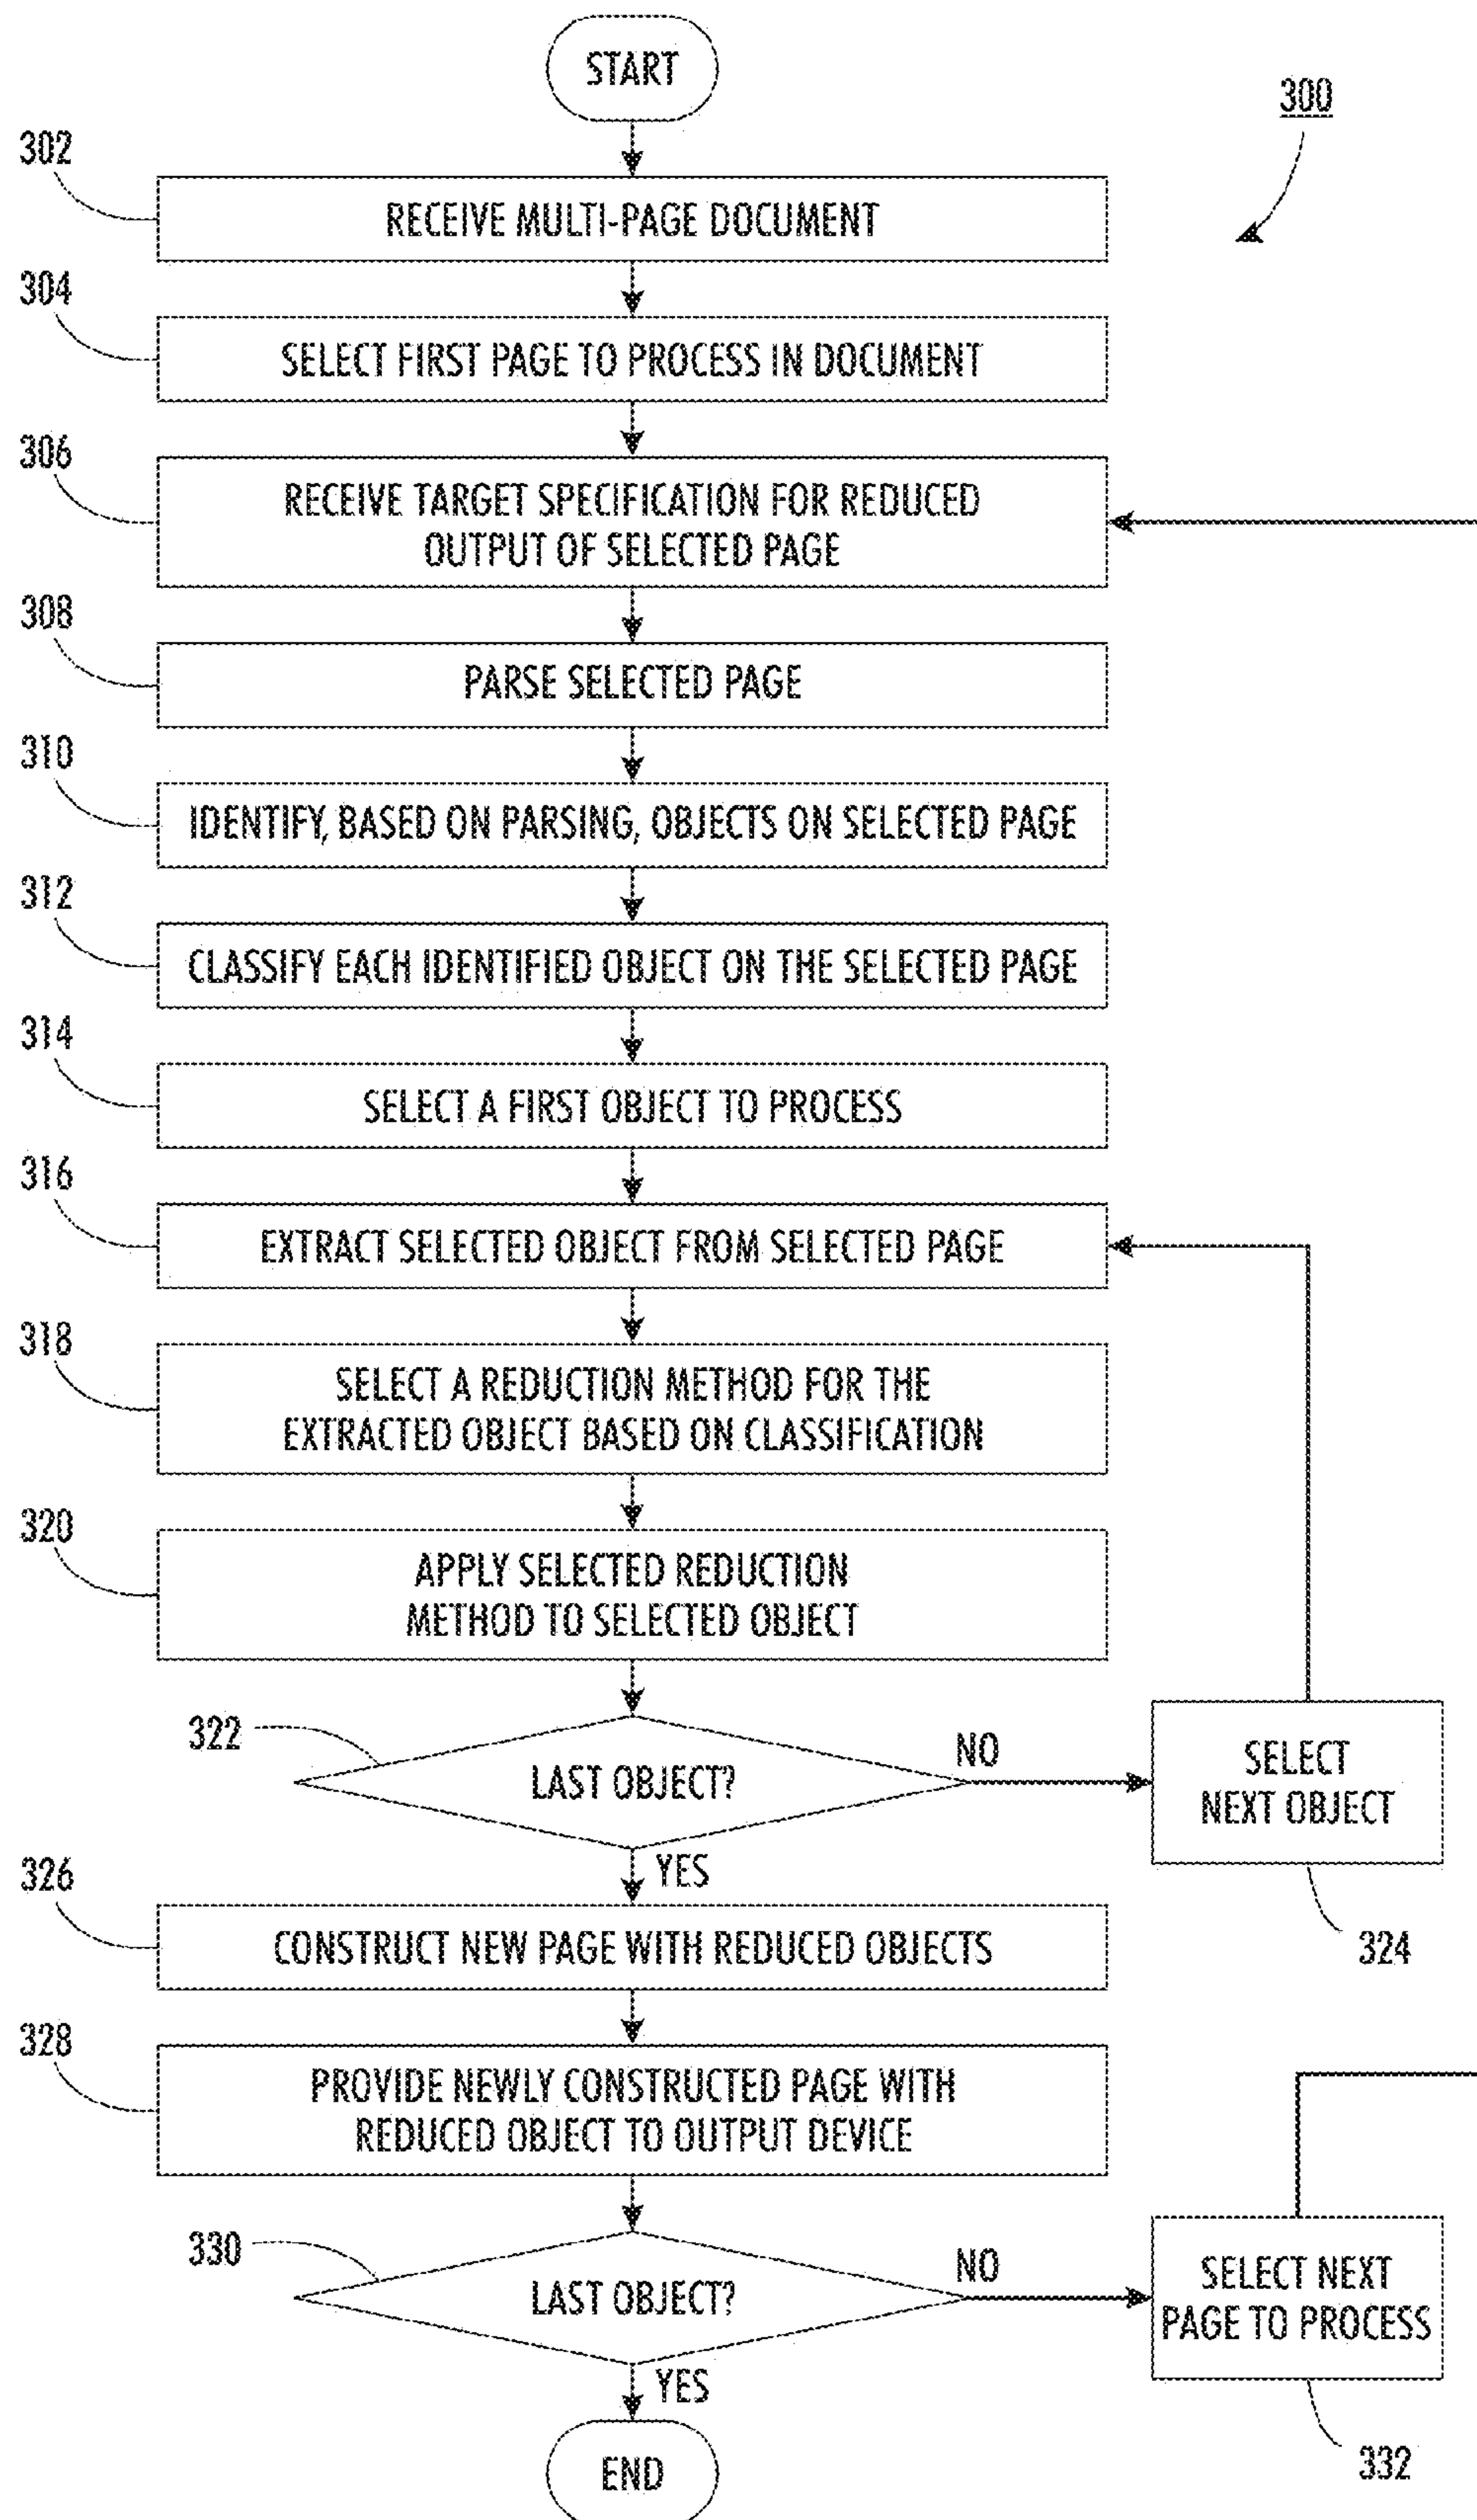 START
300
302
RECEIVE MULTI-PAGE DOCUMENT
304
SELECT FIRST PAGE TO PROCESS IN DOCUMENT
306
RECEIVE TARGET SPECIFICATION FOR REDUCED
OUTPUT OF SELECTED PAGE
308
PARSE SELECTED PAGE
310
IDENTIFY, BASED ON PARSING, OBJECTS ON SELECTED PAGE
312
CLASSIFY EACH IDENTIFIED OBJECT ON THE SELECTED PAGE
314
SELECT A FIRST OBJECT TO PROCESS
316
EXTRACT SELECTED OBJECT FROM SELECTED PAGE
318
SELECT A REDUCTION METHOD FOR THE
EXTRACTED OBJECT BASED ON CLASSIFICATION
320
APPLY SELECTED REDUCTION
METHOD TO SELECTED OBJECT
322
LAST OBJECT?
NO
SELECT
NEXT OBJECT
324
YES
326
CONSTRUCT NEW PAGE WITH REDUCED OBJECTS
328
PROVIDE NEWLY CONSTRUCTED PAGE WITH
REDUCED OBJECT TO OUTPUT DEVICE
330
LAST OBJECT?
NO
SELECT NEXT
PAGE TO PROCESS
332
YES
END